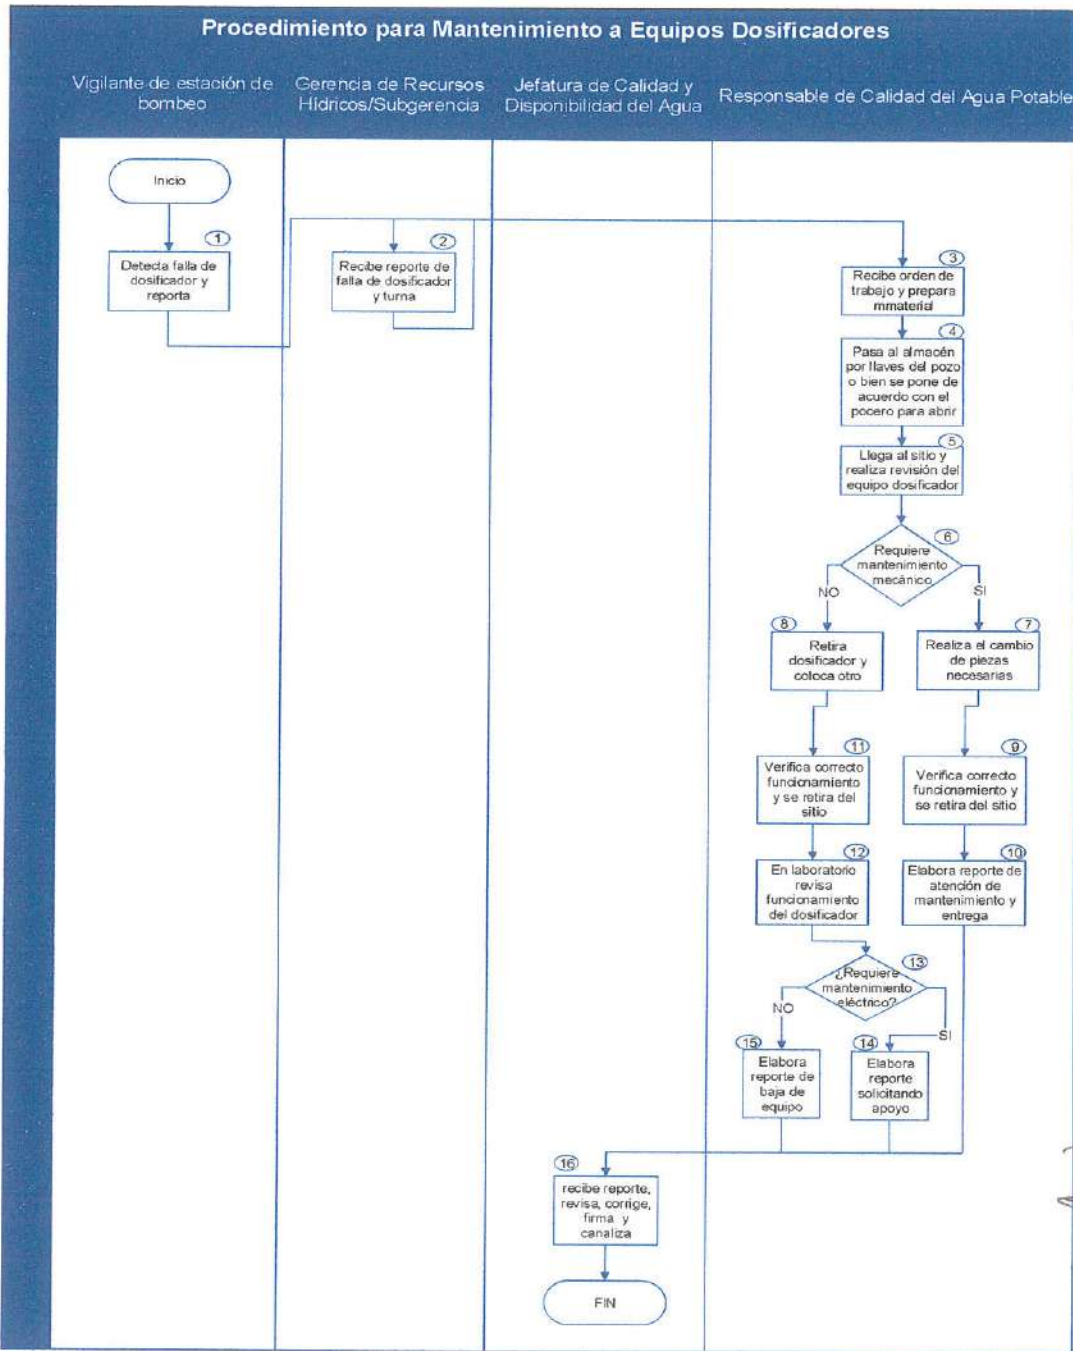 Procedimiento para Mantenimiento a Equipos Dosificadores
Vigilante de estación de
bombeo
Gerencia de Recursos
Hídricos/Subgerencia
Jefatura de Calidad y
Disponibilidad del Agua
Responsable de Calidad del Agua Potable
Inicio
1
Detecta falla de
dosificador y
reporta
2
Recibe reporte de
falla de dosificador
y turna
3
Recibe orden de
trabajo y prepara
mmaterial
4
Pasa al almacén
por llaves del pozo
o bien se pone de
acuerdo con el
pocero para abrir
5
Llega al sitio y
realiza revisión del
equipo dosificador
6
Requiere
mantenimiento
mecánico
NO
SI
8
Retira
dosificador y
coloca otro
7
Realiza el cambio
de piezas
necesarias
11
Verifica correcto
funcionamiento
y se retira del
sitio
9
Verifica correcto
funcionamiento y
se retira del sitio
12
En laboratorio
revisa
funcionamiento
del dosificador
10
Elabora reporte de
atención de
mantenimiento y
entrega
13
¿Requiere
mantenimiento
eléctrico?
NO
SI
15
Elabora
reporte de
baja de
equipo
14
Elabora
reporte
solicitando
apoyo
16
recibe reporte,
revisa, corrige,
firma y
canaliza
FIN